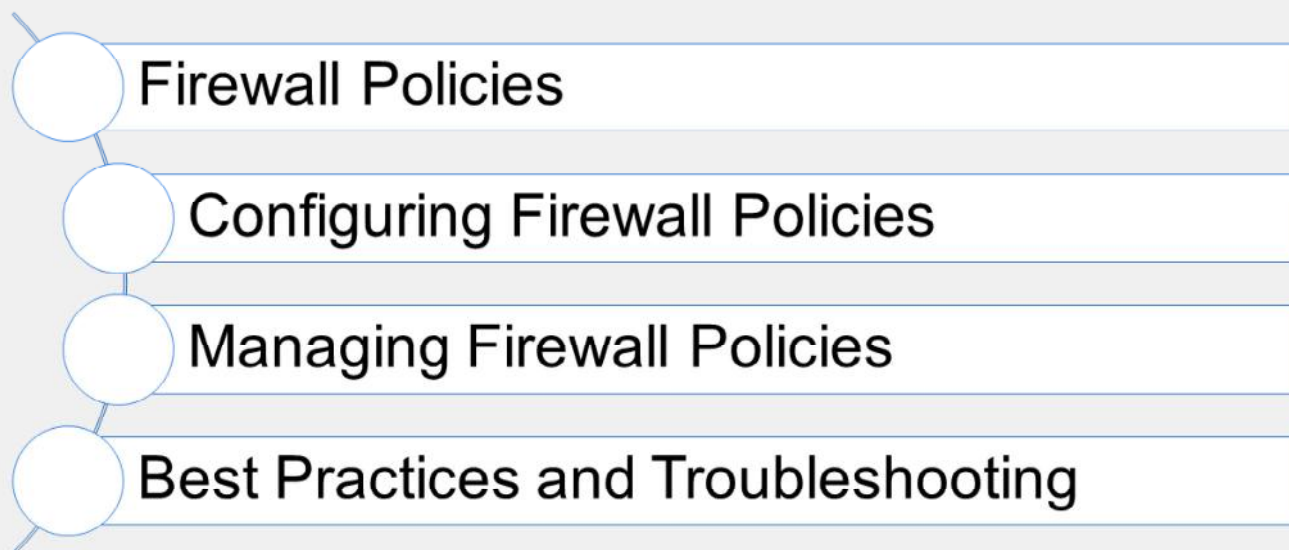 Firewall Policies
Configuring Firewall Policies
Managing Firewall Policies
Best Practices and Troubleshooting